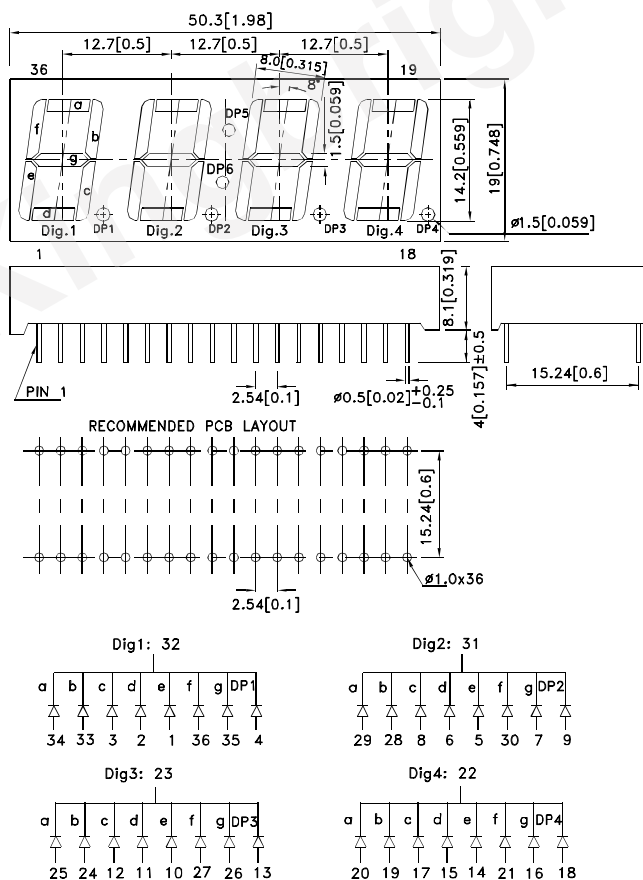 50.3[1.98]
12.7[0.5] 12.7[0.5] 12.7[0.5]
8.0[0.315]
36 19
8°
a
f b
g
e c
d
DP5
DP6
1.5[0.059]
14.2[0.559]
19[0.748]
Dig.1 DP1 Dig.2 DP2 Dig.3 DP3 Dig.4 DP4
ø1.5[0.059]
1 18
8.1[0.319]
4[0.157]±0.5
15.24[0.6]
PIN 1
2.54[0.1]
ø0.5[0.02]+0.25 -0.1
RECOMMENDED PCB LAYOUT
15.24[0.6]
ø1.0x36
2.54[0.1]
Dig1: 32
a b c d e f g DP1
34 33 3 2 1 36 35 4
Dig2: 31
a b c d e f g DP2
29 28 8 6 5 30 7 9
Dig3: 23
a b c d e f g DP3
25 24 12 11 10 27 26 13
Dig4: 22
a b c d e f g DP4
20 19 17 15 14 21 16 18